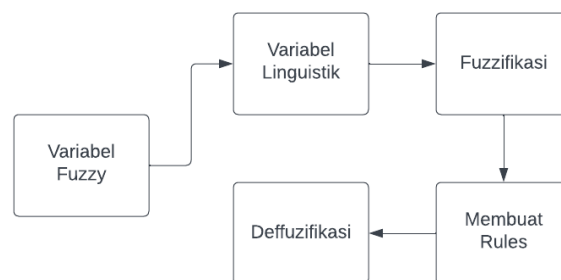 Variabel
Fuzzy
Variabel
Linguistik
Fuzzifikasi
Membuat
Rules
Deffuzifikasi